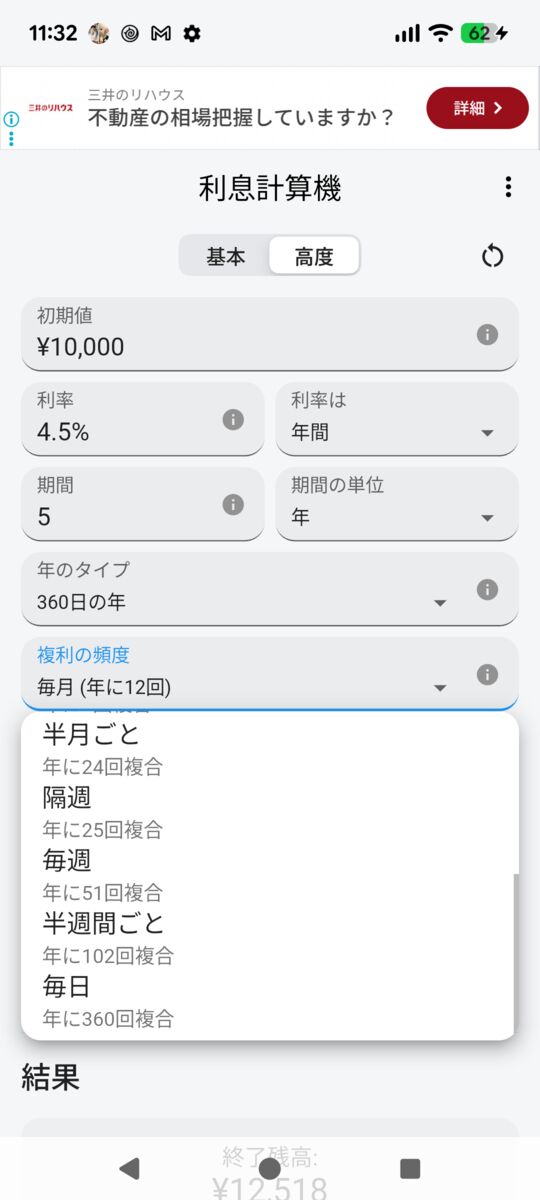 11:32
62
三井のリハウス
三井のリハウス
不動産の相場把握していますか？
詳細
利息計算機
基本
高度
初期値
¥10,000
利率
4.5%
利率は
年間
期間
5
期間の単位
年
年のタイプ
360日の年
複利の頻度
毎月 (年に12回)
半月ごと
年に24回複合
隔週
年に25回複合
毎週
年に51回複合
半週間ごと
年に102回複合
毎日
年に360回複合
結果
終了残高:
¥12,518